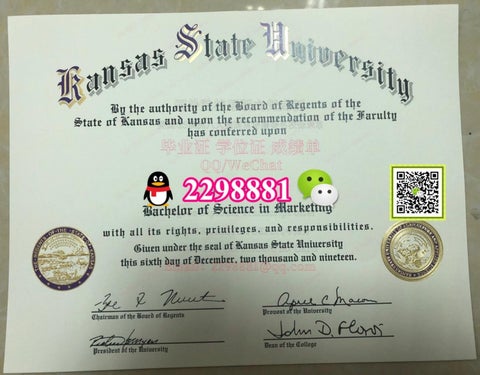 Kansas State University
By the authority of the Board of Regents of the
State of Kansas and upon the recommendation of the Faculty
has conferred upon
毕业证 学位证 成绩单
QQ/WeChat
2298881
Bachelor of Science in Marketing
with all its rights, privileges, and responsibilities.
Given under the seal of Kansas State University
this sixth day of December, two thousand and nineteen.
Chairman of the Board of Regents
Provost of the University
John D. Floros
President of the University
Dean of the College